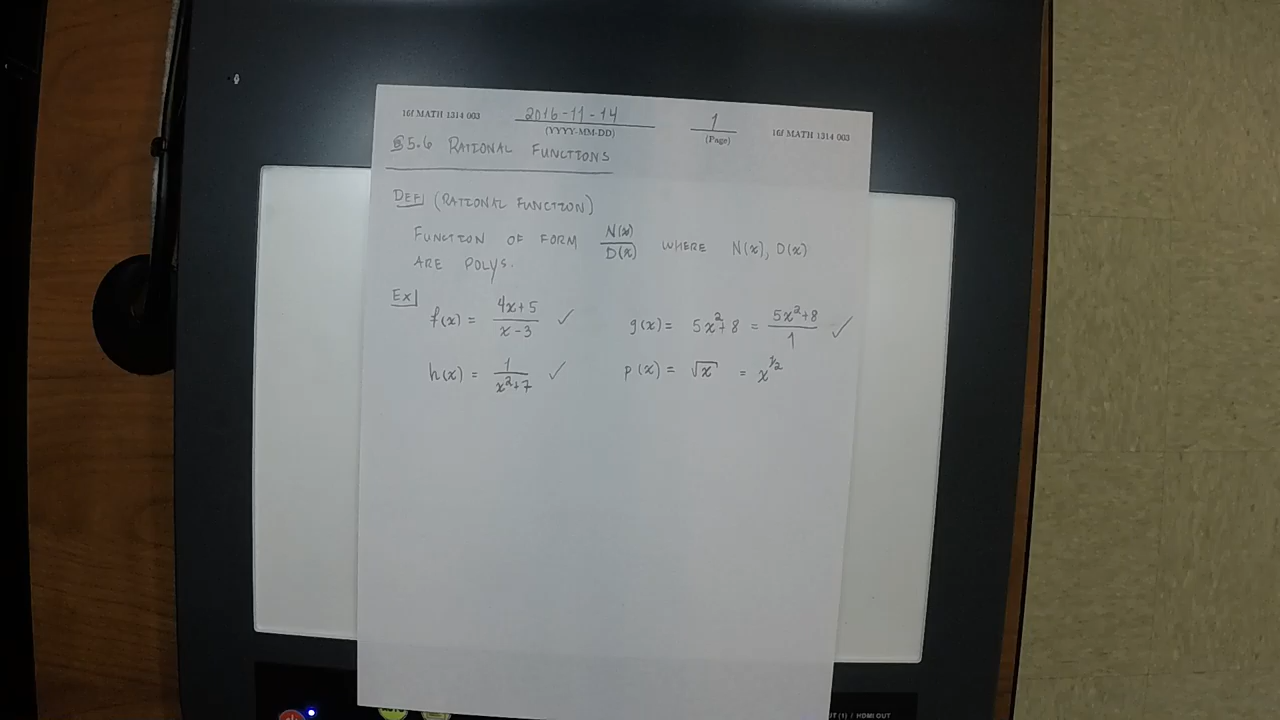 16f MATH 1314 003 2016-11-14 1 16f MATH 1314 003
(YYYY-MM-DD) (Page)
§5.6 RATIONAL FUNCTIONS
DEF (RATIONAL FUNCTION)
FUNCTION OF FORM N(x)/D(x) WHERE N(x), D(x)
ARE POLYS.
Ex
f(x) = (4x+5)/(x-3) ✓ g(x) = 5x²+8 = (5x²+8)/1 ✓
h(x) = 1/(x²+7) ✓ p(x) = √x = x^(1/2)
/ HDMI OUT